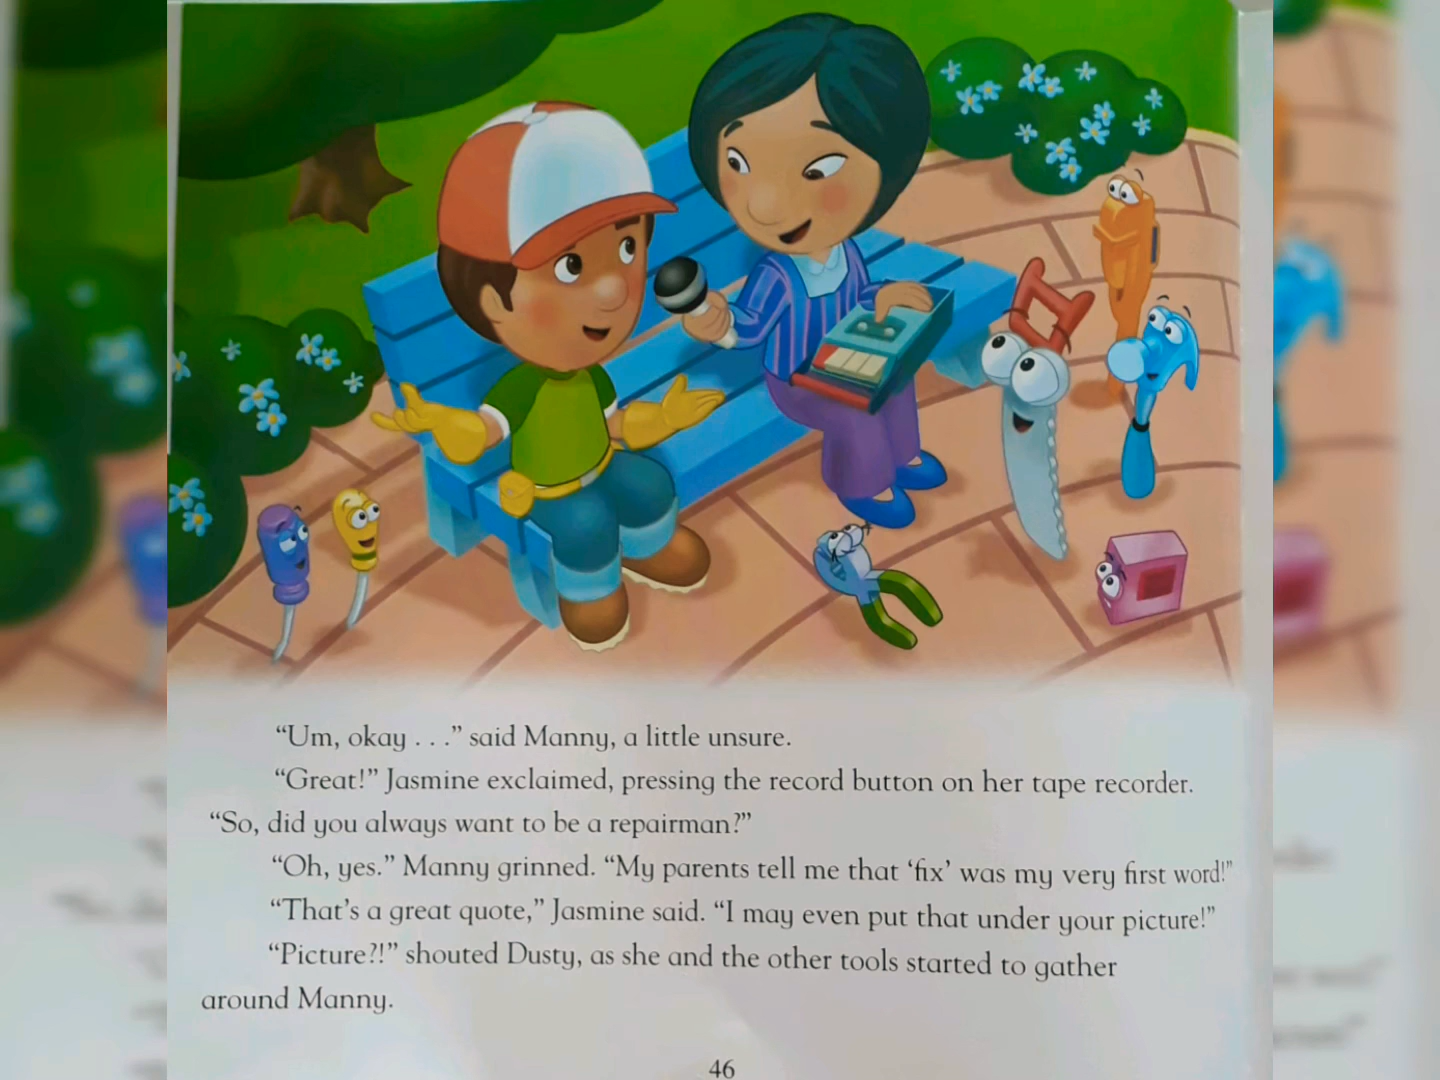 “Um, okay . . .” said Manny, a little unsure.
“Great!” Jasmine exclaimed, pressing the record button on her tape recorder.
“So, did you always want to be a repairman?”
“Oh, yes.” Manny grinned. “My parents tell me that ‘fix’ was my very first word!”
“That’s a great quote,” Jasmine said. “I may even put that under your picture!”
“Picture?!” shouted Dusty, as she and the other tools started to gather
around Manny.
46